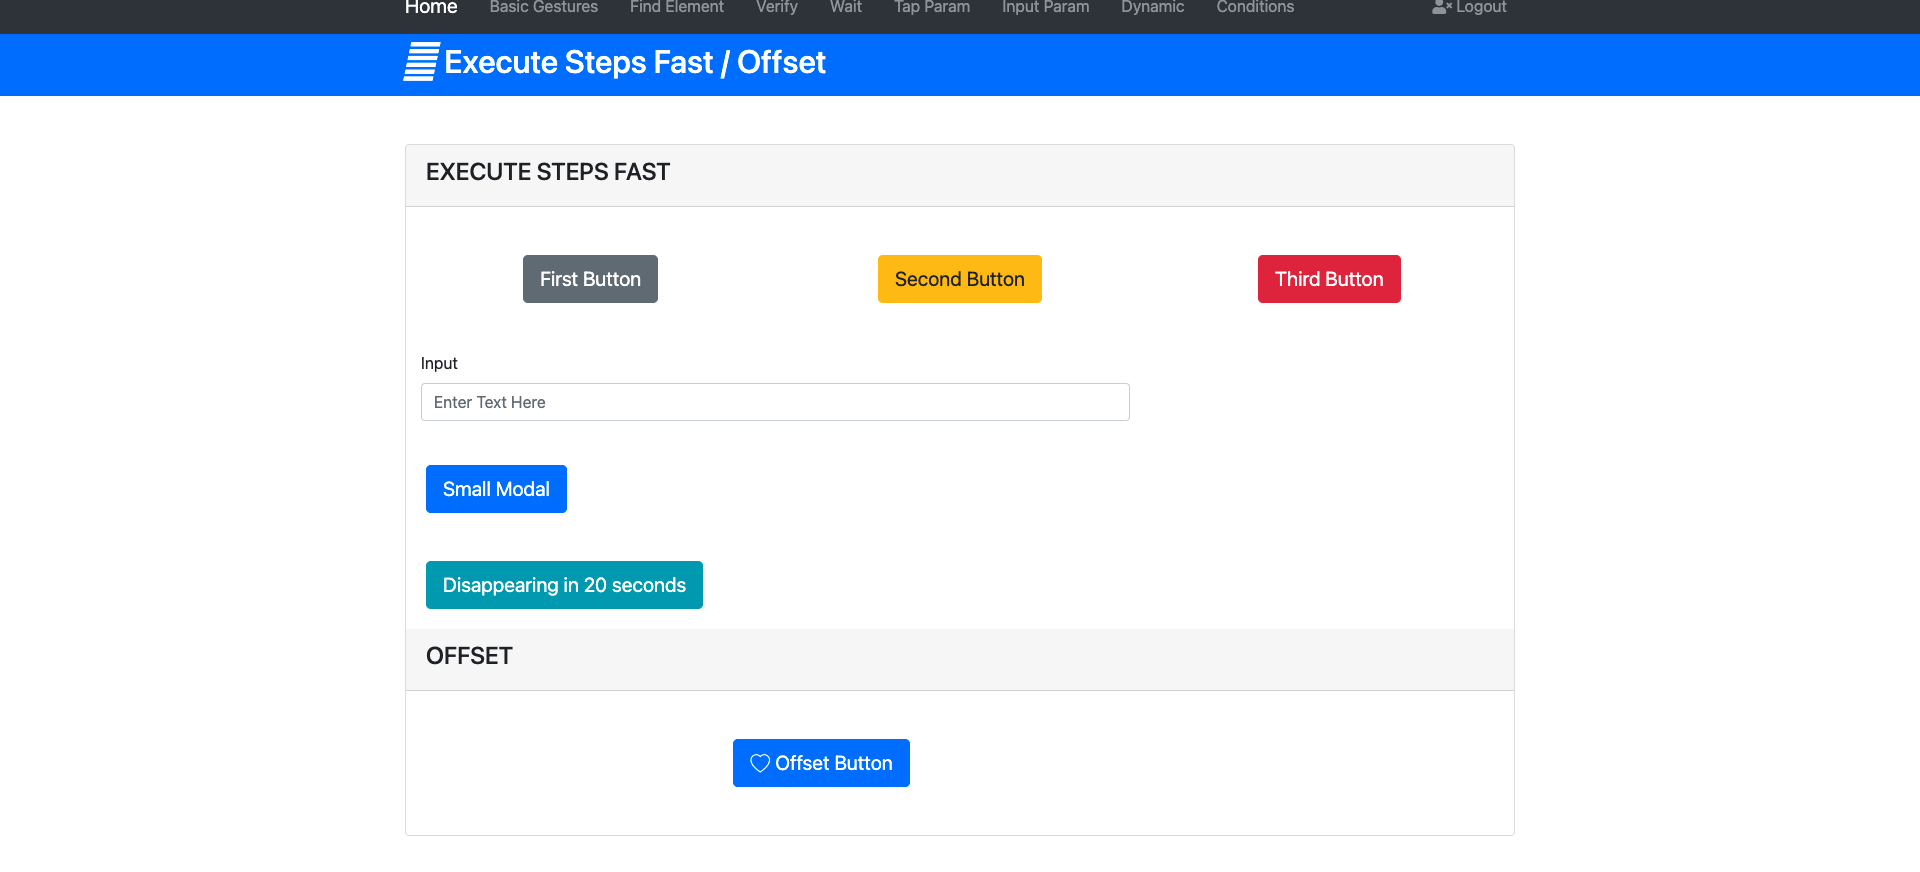 Home Basic Gestures Find Element Verify Wait Tap Param Input Param Dynamic Conditions Logout
Execute Steps Fast / Offset
EXECUTE STEPS FAST
First Button Second Button Third Button
Input
Enter Text Here
Small Modal
Disappearing in 20 seconds
OFFSET
Offset Button